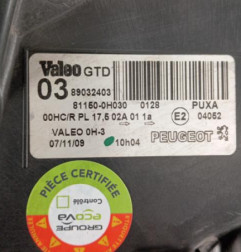 Valeo GTD
03 89032403
81150-0H030 0128 PUXA
00HC/R PL 17,5 02A 01 1a E2 04052
VALEO 0H-3 PEUGEOT
07/11/09 10h04
PIÈCE CERTIFIÉE
Contrôlé
ecova
GROUPE